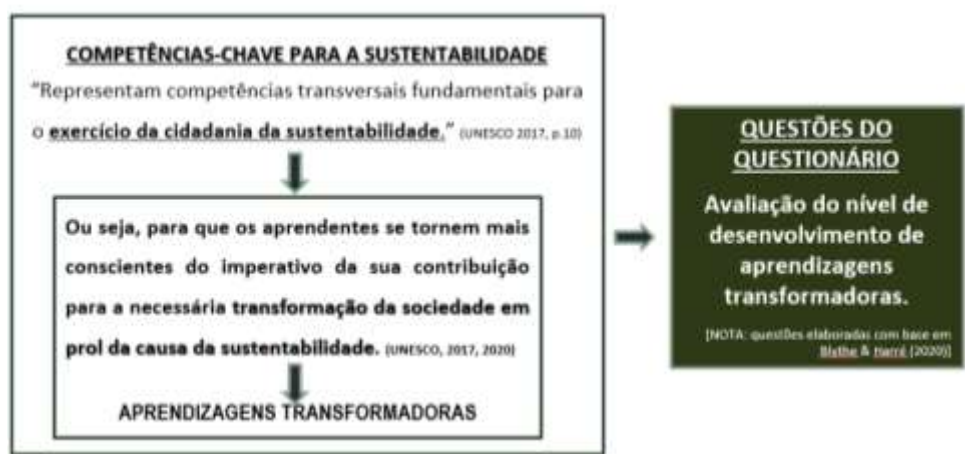 COMPETÊNCIAS-CHAVE PARA A SUSTENTABILIDADE
"Representam competências transversais fundamentais para
o exercício da cidadania da sustentabilidade." (UNESCO 2017, p.10)
Ou seja, para que os aprendentes se tornem mais
conscientes do imperativo da sua contribuição
para a necessária transformação da sociedade em
prol da causa da sustentabilidade. (UNESCO, 2017, 2020)
APRENDIZAGENS TRANSFORMADORAS
QUESTÕES DO
QUESTIONÁRIO
Avaliação do nível de
desenvolvimento de
aprendizagens
transformadoras.
[NOTA: questões elaboradas com base em
Blythe & Harré (2020)]